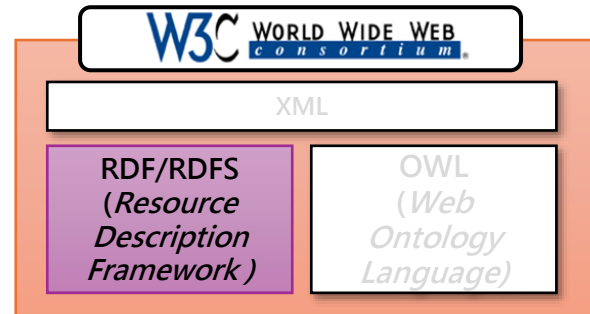 W3C WORLD WIDE WEB
consortium®
XML
RDF/RDFS
(Resource
Description
Framework )
OWL
(Web
Ontology
Language)